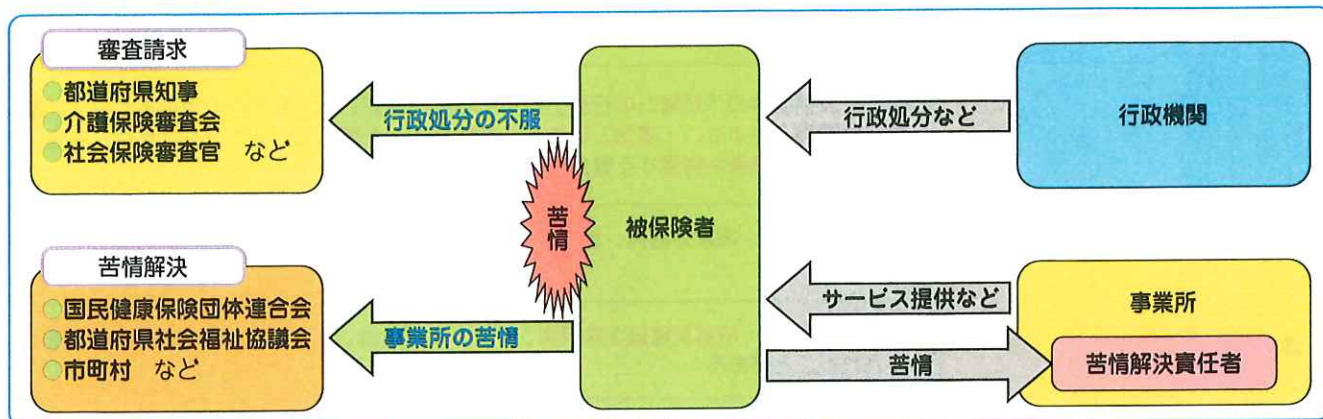 審査請求
都道府県知事
介護保険審査会
社会保険審査官 など
行政処分の不服
行政処分など
行政機関
苦情
被保険者
苦情解決
国民健康保険団体連合会
都道府県社会福祉協議会
市町村 など
事業所の苦情
サービス提供など
苦情
事業所
苦情解決責任者